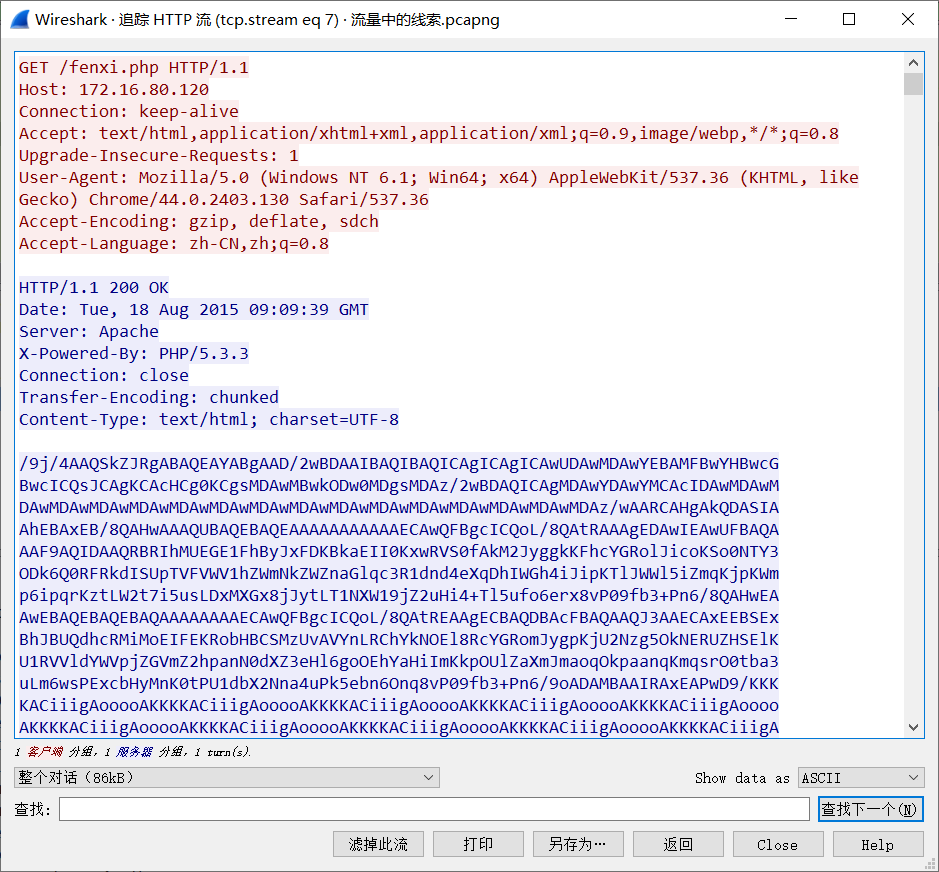 Wireshark · 追踪 HTTP 流 (tcp.stream eq 7) · 流量中的线索.pcapng
GET /fenxi.php HTTP/1.1
Host: 172.16.80.120
Connection: keep-alive
Accept: text/html,application/xhtml+xml,application/xml;q=0.9,image/webp,*/*;q=0.8
Upgrade-Insecure-Requests: 1
User-Agent: Mozilla/5.0 (Windows NT 6.1; Win64; x64) AppleWebKit/537.36 (KHTML, like
Gecko) Chrome/44.0.2403.130 Safari/537.36
Accept-Encoding: gzip, deflate, sdch
Accept-Language: zh-CN,zh;q=0.8
HTTP/1.1 200 OK
Date: Tue, 18 Aug 2015 09:09:39 GMT
Server: Apache
X-Powered-By: PHP/5.3.3
Connection: close
Transfer-Encoding: chunked
Content-Type: text/html; charset=UTF-8
/9j/4AAQSkZJRgABAQEAYABgAAD/2wBDAAIBAQIBAQICAgICAgICAwUDAwMDAwYEBAMFBwYHBwcG
BwcICQsJCAgKCAcHCg0KCgsMDAwMBwkODw0MDgsMDAz/2wBDAQICAgMDAwYDAwYMCAcIDAwMDAwM
DAwMDAwMDAwMDAwMDAwMDAwMDAwMDAwMDAwMDAwMDAwMDAwMDAwMDAwMDAz/wAARCAHgAkQDASIA
AhEBAxEB/8QAHwAAAQUBAQEBAQEAAAAAAAAAAAECAwQFBgcICQoL/8QAtRAAAgEDAwIEAwUFBAQA
AAF9AQIDAAQRBRIhMUEGE1FhByJxFDKBkaEII0KxwRVS0fAkM2JyggkKFhcYGRolJicoKSo0NTY3
ODk6Q0RFRkdISUpTVFVWV1hZWmNkZWZnaGlqc3R1dnd4eXqDhIWGh4iJipKTlJWWl5iZmqKjpKWm
p6ipqrKztLW2t7i5usLDxMXGx8jJytLT1NXW19jZ2uHi4+Tl5ufo6erx8vP09fb3+Pn6/8QAHwEA
AwEBAQEBAQEBAQAAAAAAAAECAwQFBgcICQoL/8QAtREAAgECBAQDBAcFBAQAAQJ3AAECAxEEBSEx
BhJBUQdhcRMiMoEIFEKRobHBCSMzUvAVYnLRChYkNOEl8RcYGRomJygpKjU2Nzg5OkNERUZHSElK
U1RVVldYWVpjZGVmZ2hpanN0dXZ3eHl6goOEhYaHiImKkpOUlZaXmJmaoqOkpaanqKmqsrO0tba3
uLm6wsPExcbHyMnK0tPU1dbX2Nna4uPk5ebn6Onq8vP09fb3+Pn6/9oADAMBAAIRAxEAPwD9/KKK
KACiiigAooooAKKKKACiiigAooooAKKKKACiiigAooooAKKKKACiiigAooooAKKKKACiiigAoooo
AKKKKACiiigAooooAKKKKACiiigAooooAKKKKACiiigAooooAKKKKACiiigAooooAKKKKACiiigA
1 客户端 分组，1 服务器 分组，1 turn(s).
整个对话（86kB）
Show data as
ASCII
查找：
查找下一个(N)
滤掉此流
打印
另存为…
返回
Close
Help